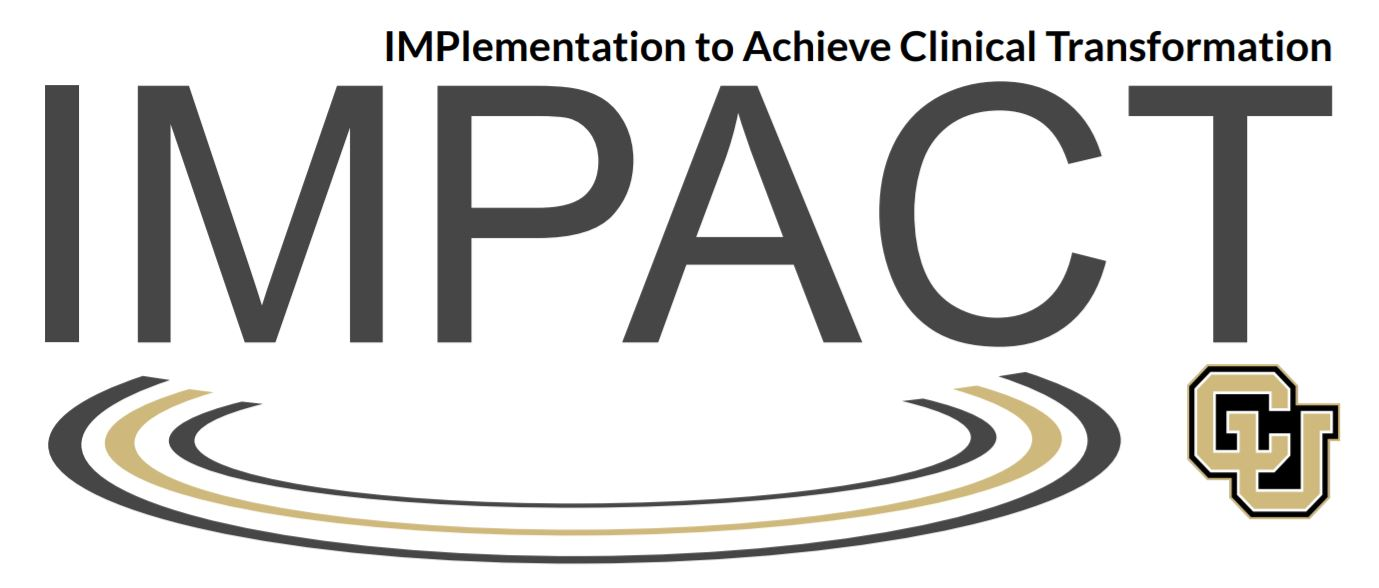 IMPlementation to Achieve Clinical Transformation
IMPACT
CU